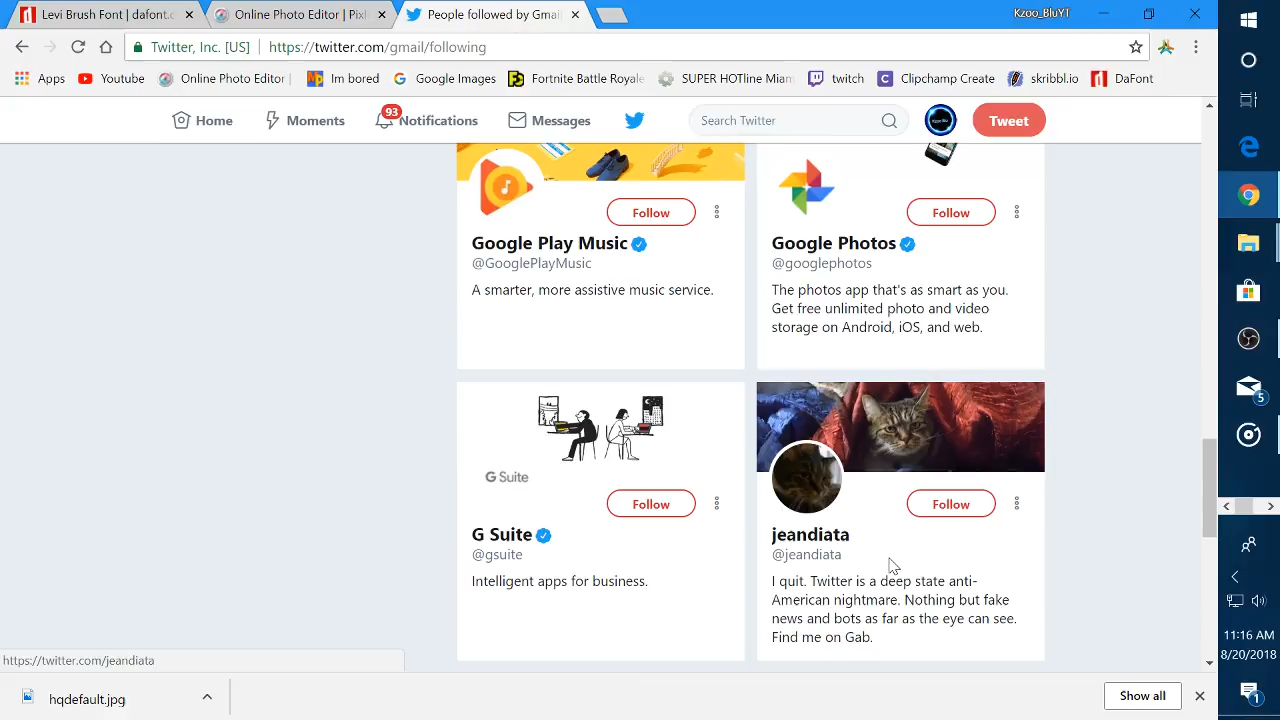 Levi Brush Font | dafont.c
Online Photo Editor | Pixlr
People followed by Gmail
Kzoo_BluYT
Twitter, Inc. [US] https://twitter.com/gmail/following
Apps Youtube Online Photo Editor | Im bored Google Images Fortnite Battle Royale SUPER HOTline Miam twitch Clipchamp Create skribbl.io DaFont
Home Moments 93 Notifications Messages Search Twitter Kzoo Blu Tweet
Follow
Google Play Music
@GooglePlayMusic
A smarter, more assistive music service.
Follow
Google Photos
@googlephotos
The photos app that's as smart as you.
Get free unlimited photo and video
storage on Android, iOS, and web.
G Suite
Follow
G Suite
@gsuite
Intelligent apps for business.
Follow
jeandiata
@jeandiata
I quit. Twitter is a deep state anti-
American nightmare. Nothing but fake
news and bots as far as the eye can see.
Find me on Gab.
https://twitter.com/jeandiata
hqdefault.jpg
Show all
5
11:16 AM
8/20/2018
1